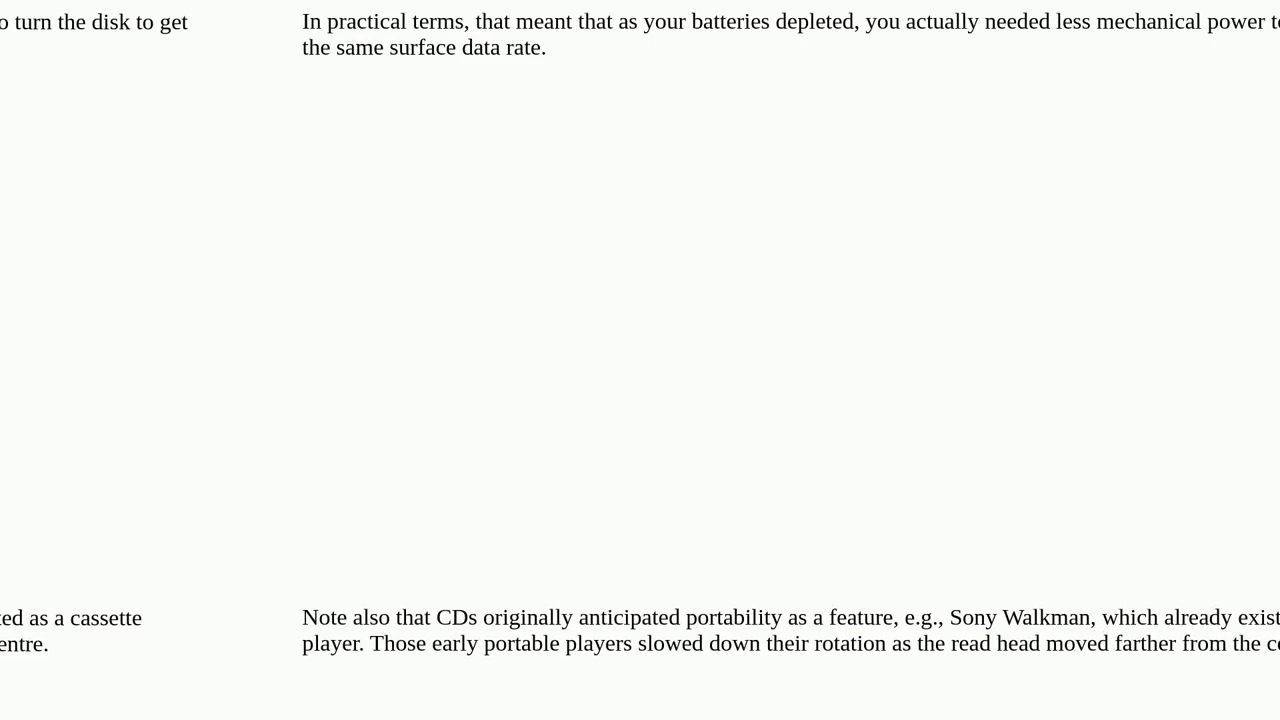 o turn the disk to get
In practical terms, that meant that as your batteries depleted, you actually needed less mechanical power t
the same surface data rate.
ted as a cassette
entre.
Note also that CDs originally anticipated portability as a feature, e.g., Sony Walkman, which already exist
player. Those early portable players slowed down their rotation as the read head moved farther from the c